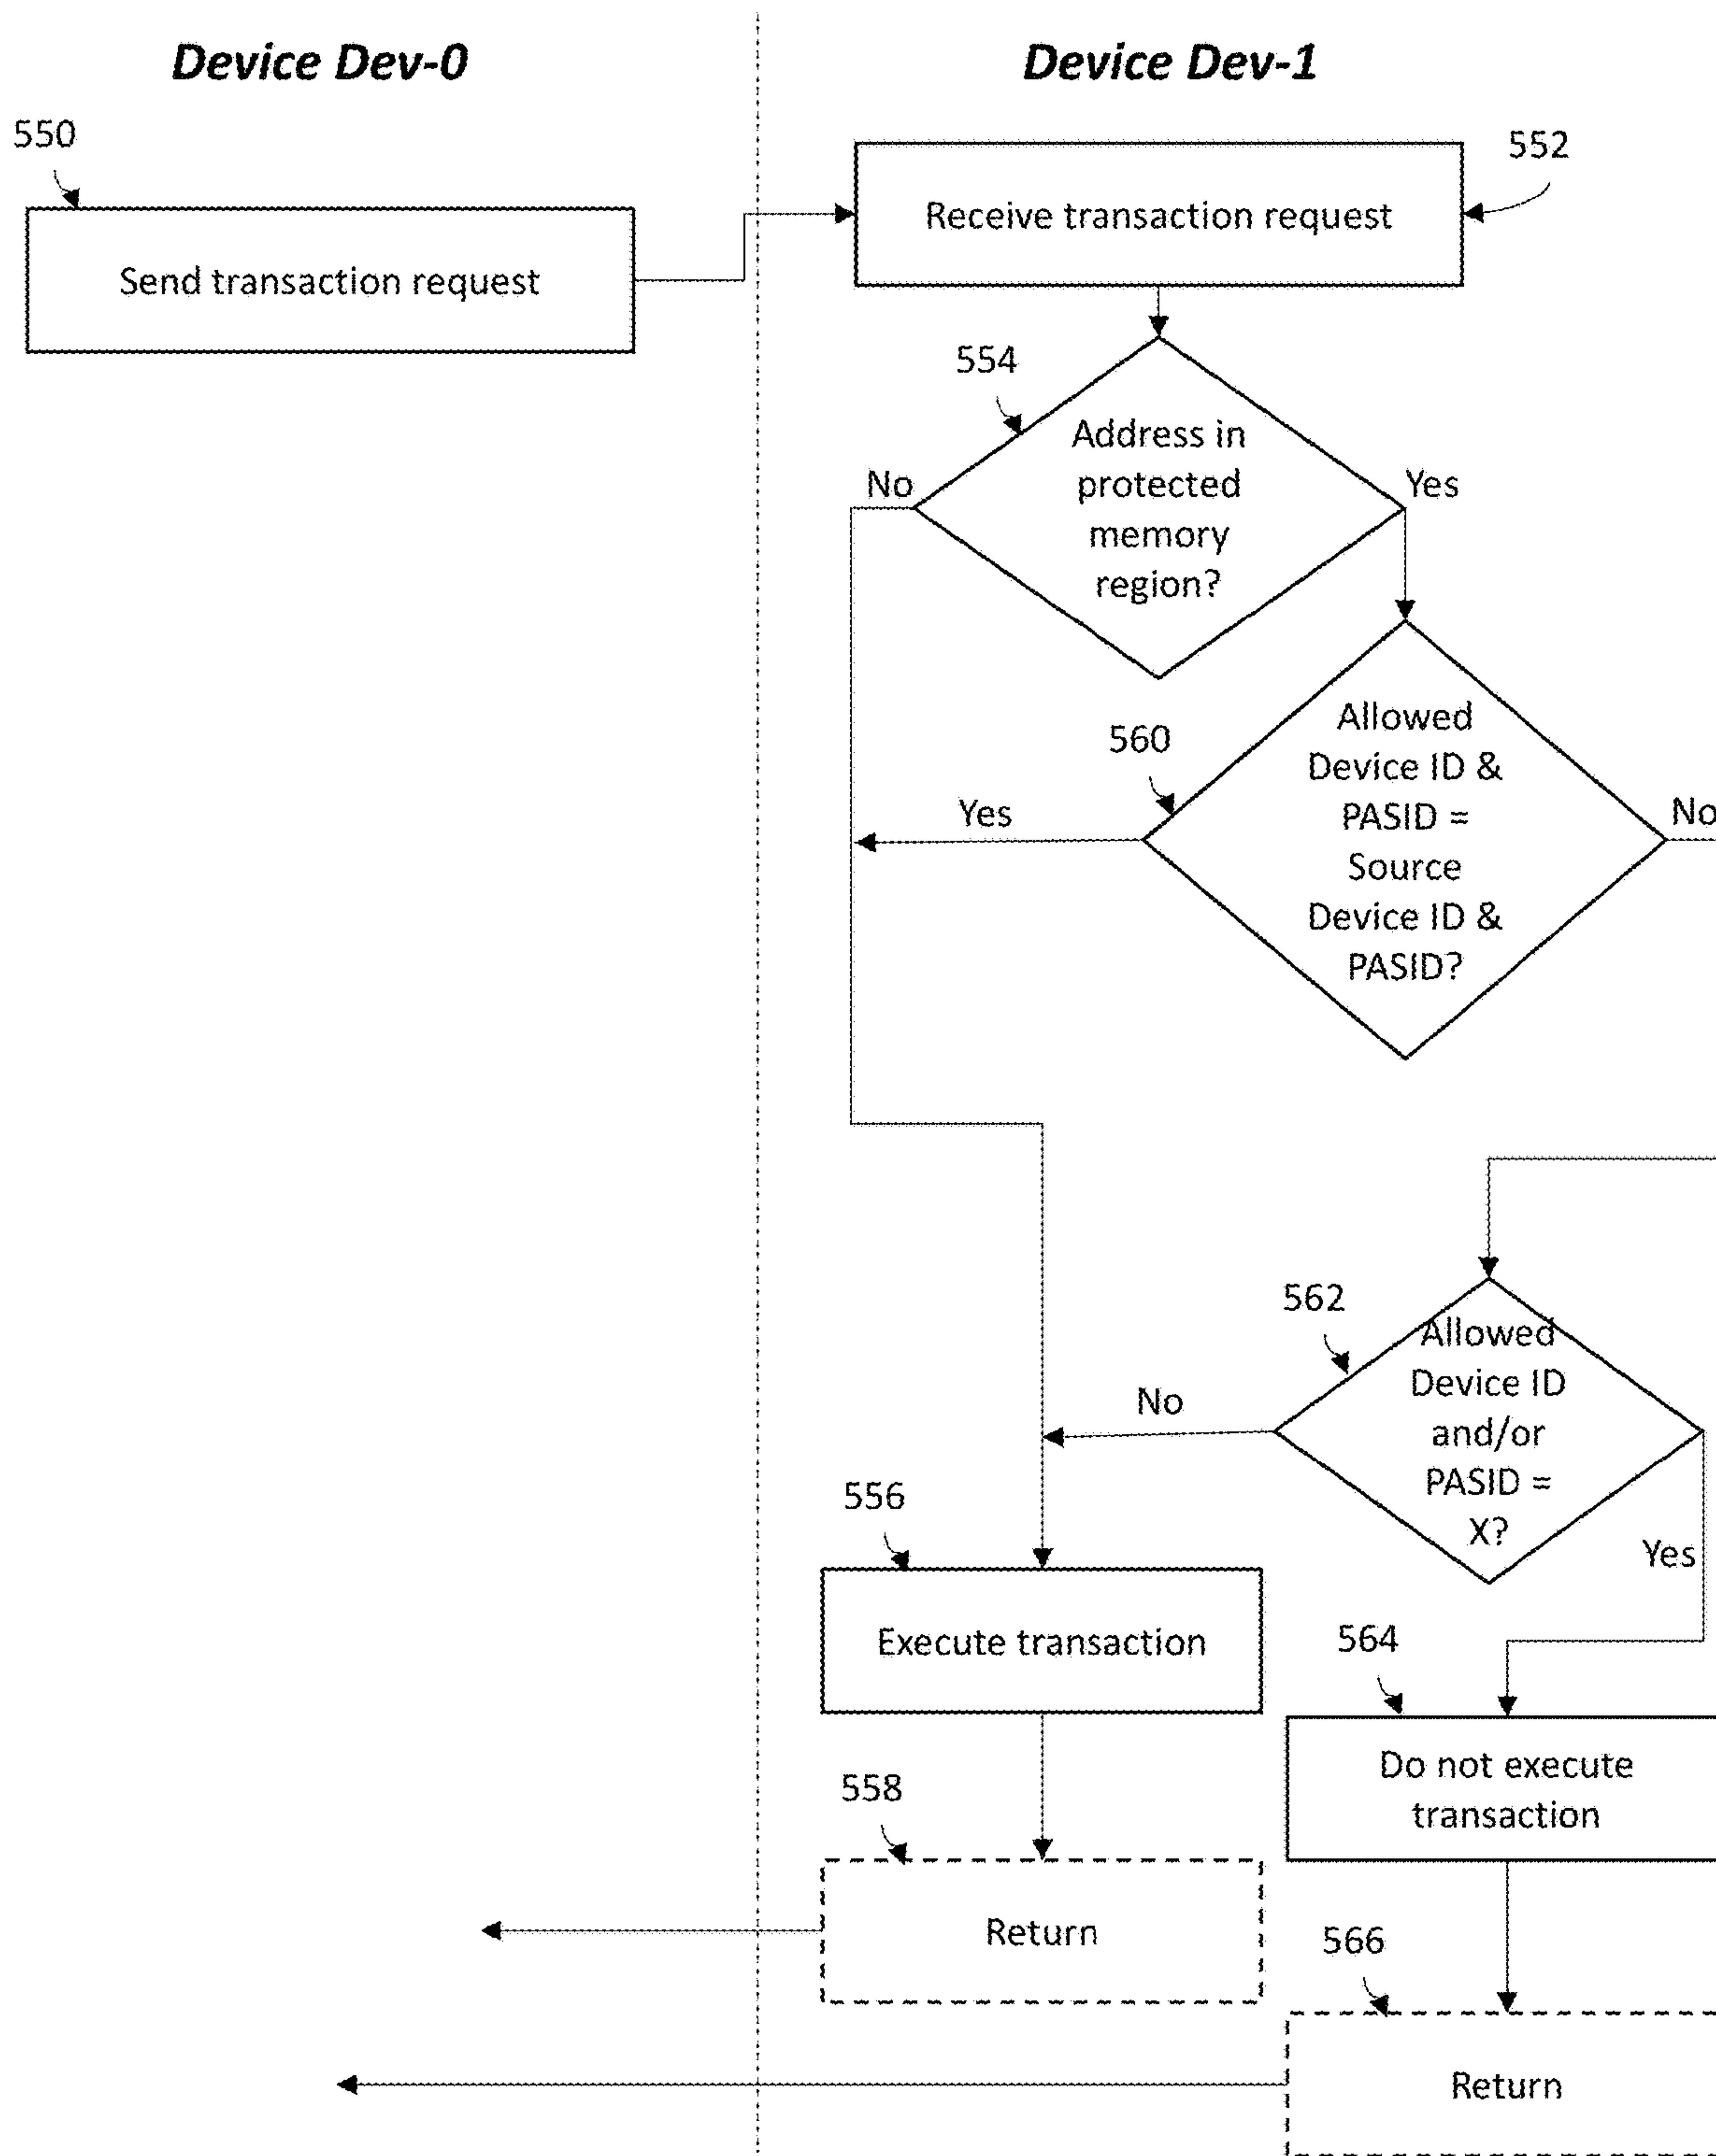 Device Dev-0
Device Dev-1
550
552
Send transaction request
Receive transaction request
554
Address in
protected
memory
region?
No
Yes
560
Allowed
Device ID &
PASID =
Source
Device ID &
PASID?
Yes
No
562
Allowed
Device ID
and/or
PASID =
X?
No
Yes
556
Execute transaction
564
Do not execute
transaction
558
Return
566
Return